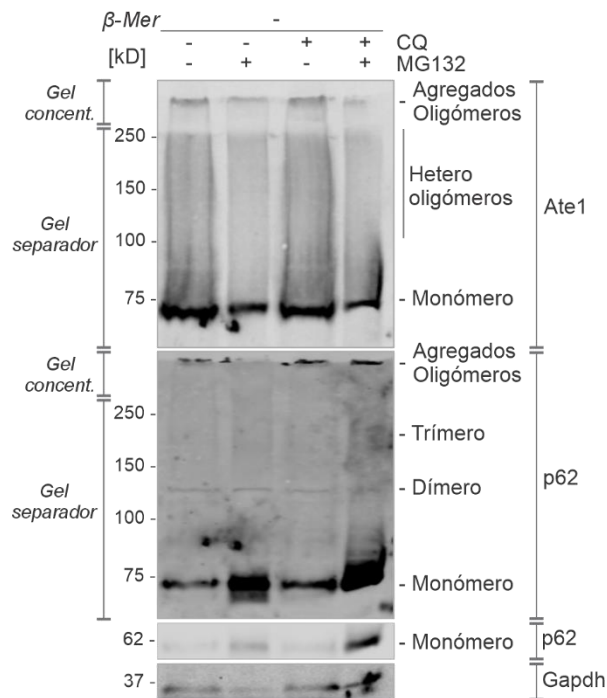 β-Mer -
- - + + CQ
[kD] - + - + MG132
Gel concent.
Agregados
Oligómeros
250 -
Hetero
oligómeros
150 -
Gel separador
100 -
75 -
- Monómero
Ate1
Gel concent.
Agregados
- Oligómeros
250 -
- Trímero
150 -
- Dímero
Gel separador
100 -
75 -
- Monómero
p62
62 -
- Monómero
p62
37 -
Gapdh